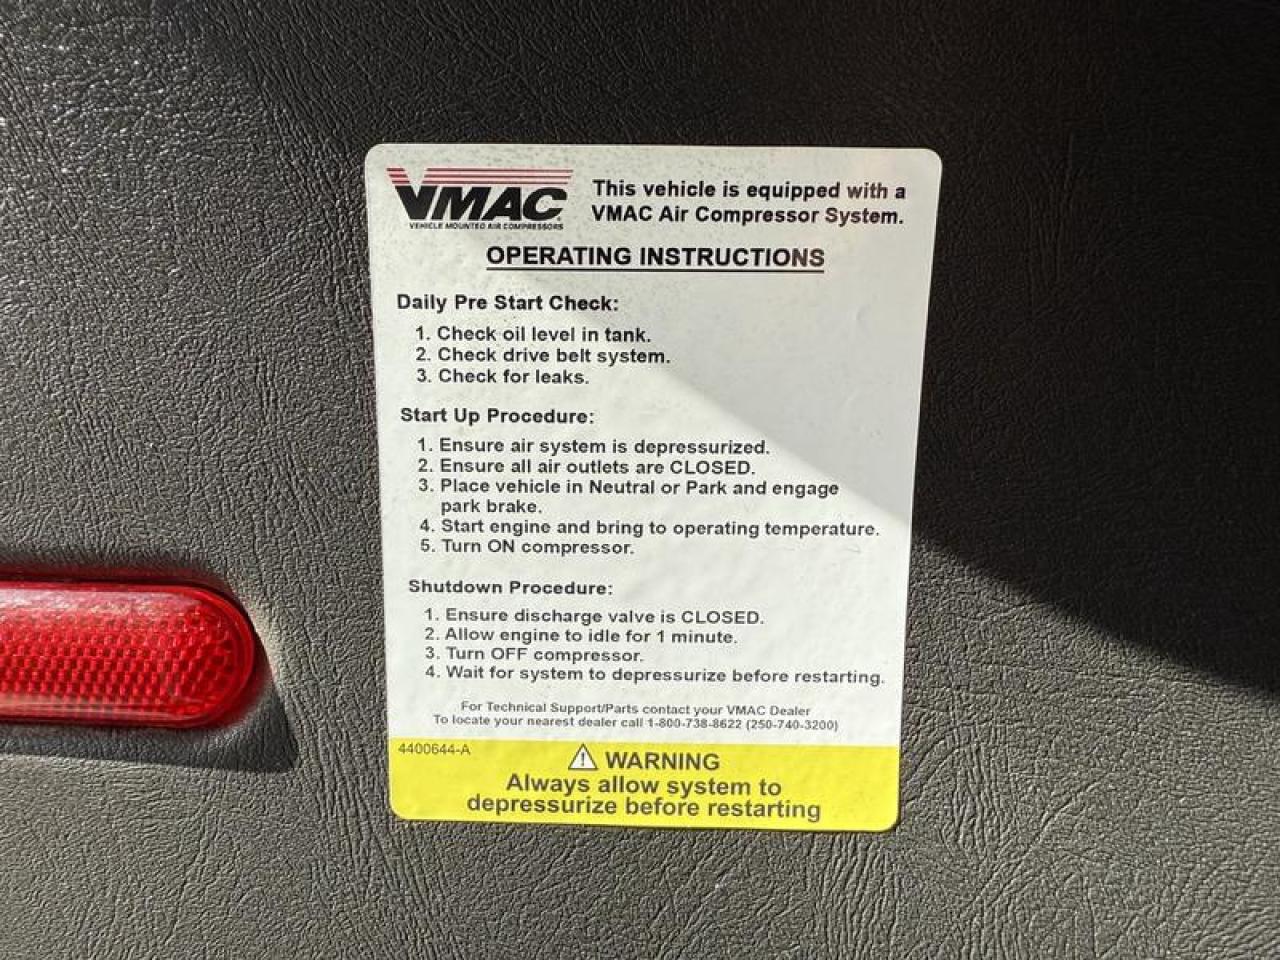 VMAC
VEHICLE MOUNTED AIR COMPRESSORS
This vehicle is equipped with a
VMAC Air Compressor System.
OPERATING INSTRUCTIONS
Daily Pre Start Check:
1. Check oil level in tank.
2. Check drive belt system.
3. Check for leaks.
Start Up Procedure:
1. Ensure air system is depressurized.
2. Ensure all air outlets are CLOSED.
3. Place vehicle in Neutral or Park and engage
park brake.
4. Start engine and bring to operating temperature.
5. Turn ON compressor.
Shutdown Procedure:
1. Ensure discharge valve is CLOSED.
2. Allow engine to idle for 1 minute.
3. Turn OFF compressor.
4. Wait for system to depressurize before restarting.
For Technical Support/Parts contact your VMAC Dealer
To locate your nearest dealer call 1-800-738-8622 (250-740-3200)
4400644-A
WARNING
Always allow system to
depressurize before restarting